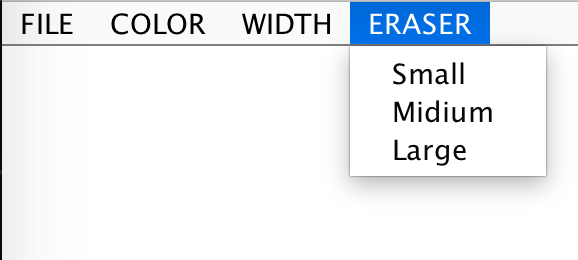 FILE COLOR WIDTH ERASER
Small
Midium
Large